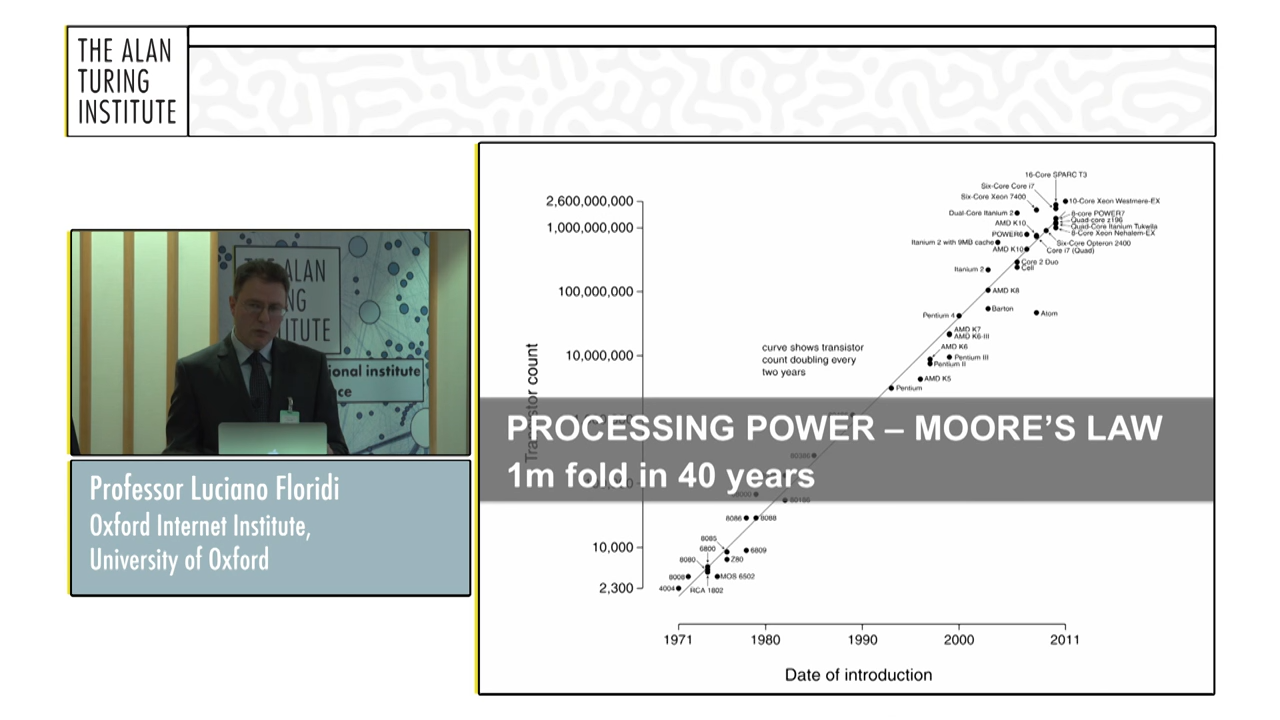 THE ALAN
TURING
INSTITUTE
THE ALAN
NG
ITUTE
ional institute
nce
Professor Luciano Floridi
Oxford Internet Institute,
University of Oxford
16-Core SPARC T3
Six-Core Core i7
Six-Core Xeon 7400
10-Core Xeon Westmere-EX
Dual-Core Itanium 2
8-core POWER7
Quad-core z196
AMD K10
Quad-Core Itanium Tukwila
POWER6
8-Core Xeon Nehalem-EX
Itanium 2 with 9MB cache
Six-Core Opteron 2400
AMD K10
Core i7 (Quad)
Core 2 Duo
Itanium 2
Cell
AMD K8
Pentium 4
Barton
Atom
AMD K7
AMD K6-III
curve shows transistor
count doubling every
two years
AMD K6
Pentium III
Pentium II
AMD K5
Pentium
2,600,000,000
1,000,000,000
100,000,000
10,000,000
Transistor count
PROCESSING POWER – MOORE'S LAW
1m fold in 40 years
80386
80186
8086
8088
8085
6800
6809
8080
Z80
8008
MOS 6502
4004
RCA 1802
10,000
2,300
1971
1980
1990
2000
2011
Date of introduction